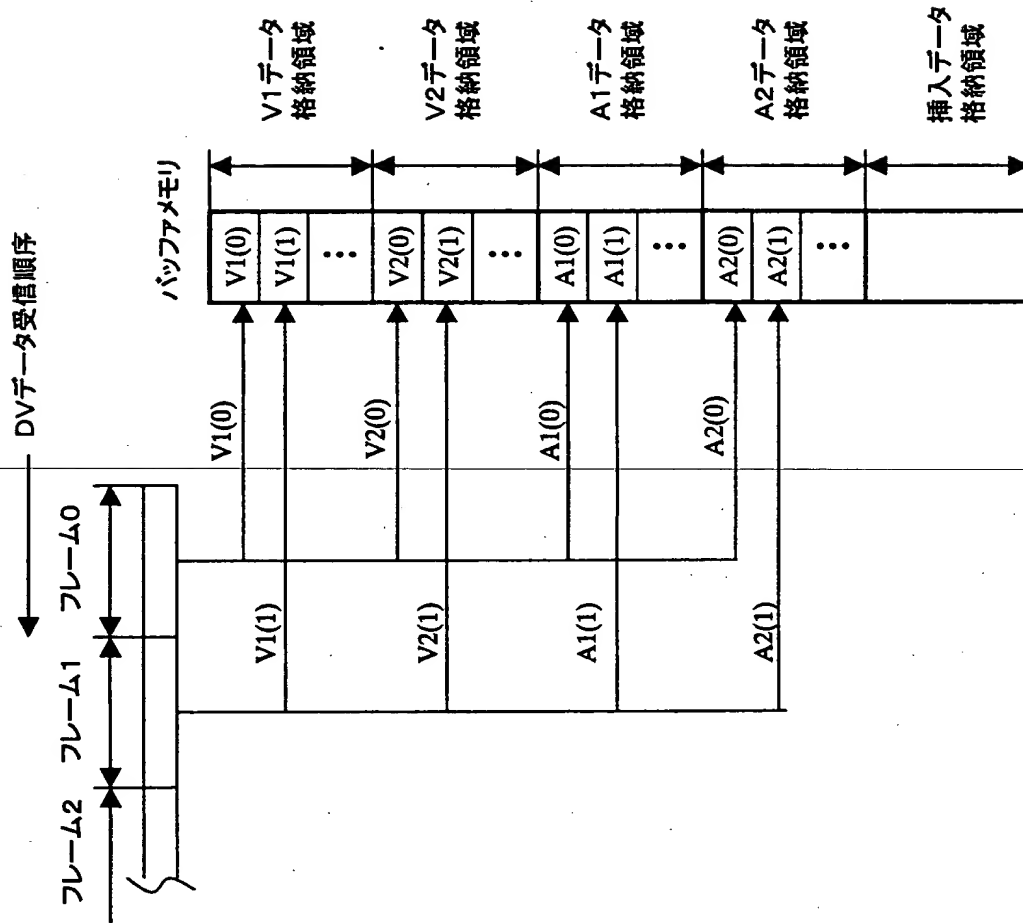 DVデータ受信順序
フレーム2
フレーム1
フレーム0
バッファメモリ
V1(0)
V1(1)
V2(0)
V2(1)
A1(0)
A1(1)
A2(0)
A2(1)
V1(0)
V1(1)
⋮
V2(0)
V2(1)
⋮
A1(0)
A1(1)
⋮
A2(0)
A2(1)
⋮
V1データ
格納領域
V2データ
格納領域
A1データ
格納領域
A2データ
格納領域
挿入データ
格納領域